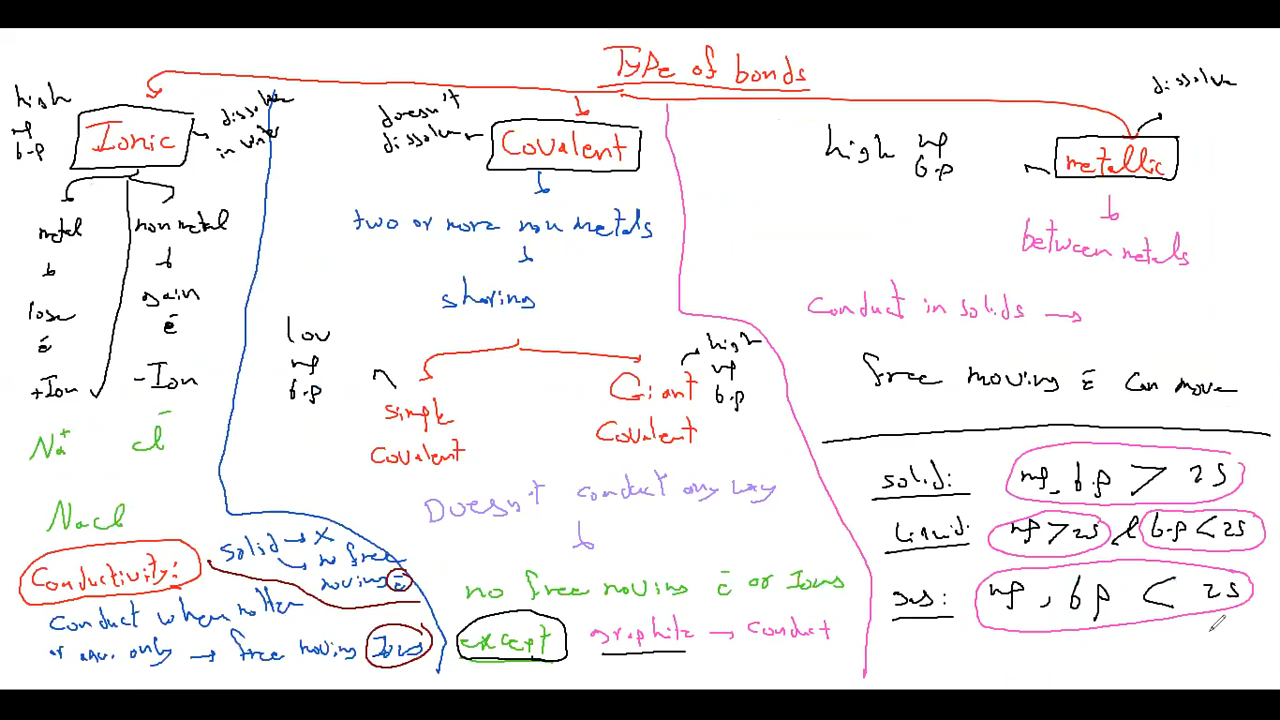 Type of bonds
high
mp
b.p
Ionic
dissolve
in water
metal
non metal
lose
gain
ē
ē
+Ion
-Ion
Na+
cl-
Nacl
Conductivity:
solid → X
no free
moving ē
Conduct when molten
or aqu. only → free moving Ions
doesn't
dissolve
Covalent
two or more non metals
sharing
low
mp
b.p
simple
Covalent
high
mp
b.p
Giant
Covalent
Doesn't conduct any way
no free moving ē or Ions
except
graphite → conduct
high mp
b.p
dissolve
metallic
between metals
Conduct in solids →
free moving ē can move
solid: mp, b.p > 25
liquid: mp > 25 & b.p < 25
gas: mp, bp < 25